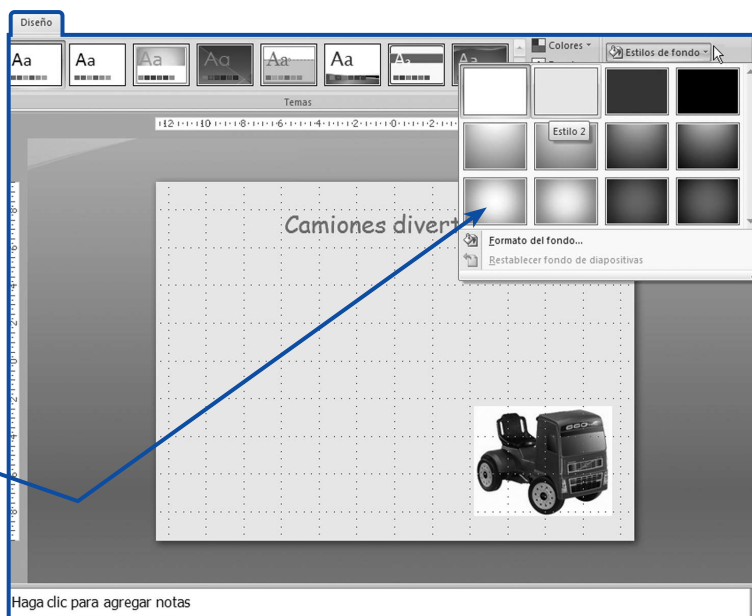 Diseño
Aa Aa Aa Aa Aa Aa Aa Aa
Colores
Estilos de fondo
Temas
Estilo 2
Camiones divert
Formato del fondo...
Restablecer fondo de diapositivas
Haga clic para agregar notas